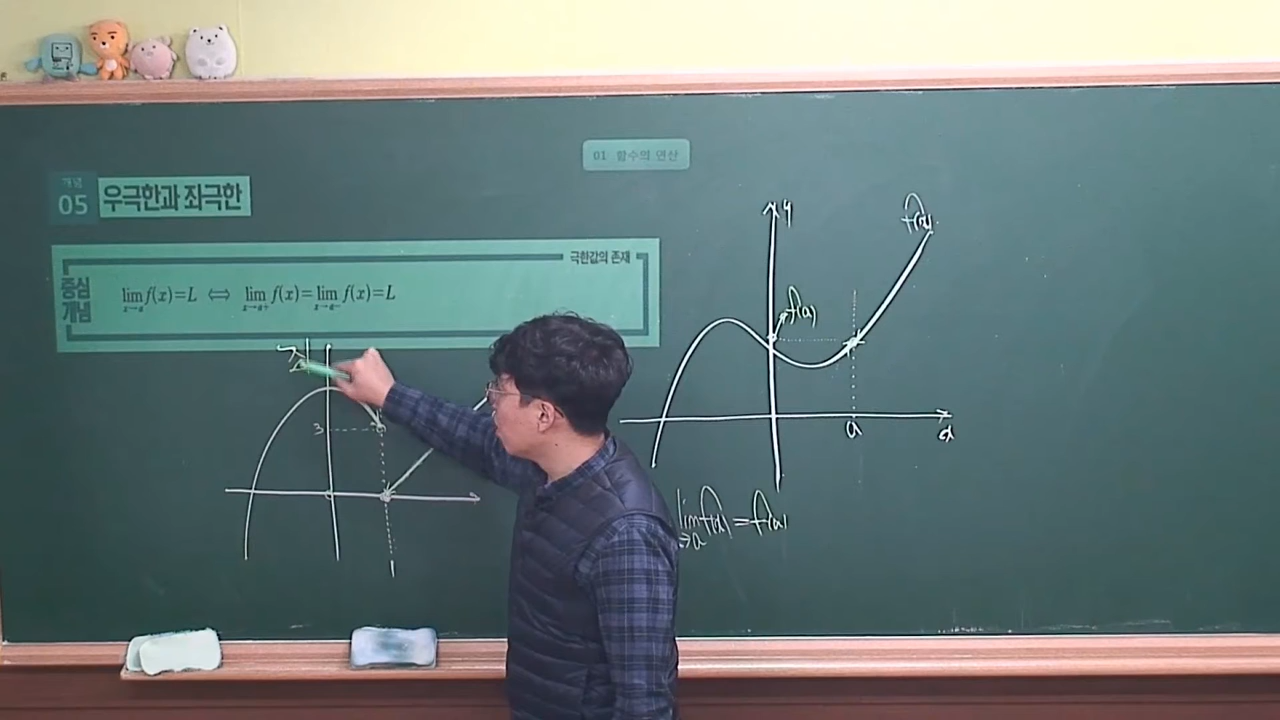 01 함수의 연산
개념
05 우극한과 좌극한
극한값의 존재
중심
개념
lim f(x)=L ⇔ lim f(x)=lim f(x)=L
x→a x→a+ x→a-
y
f(x)
f(a)
3
a
x
lim f(x)=f(a)
→a